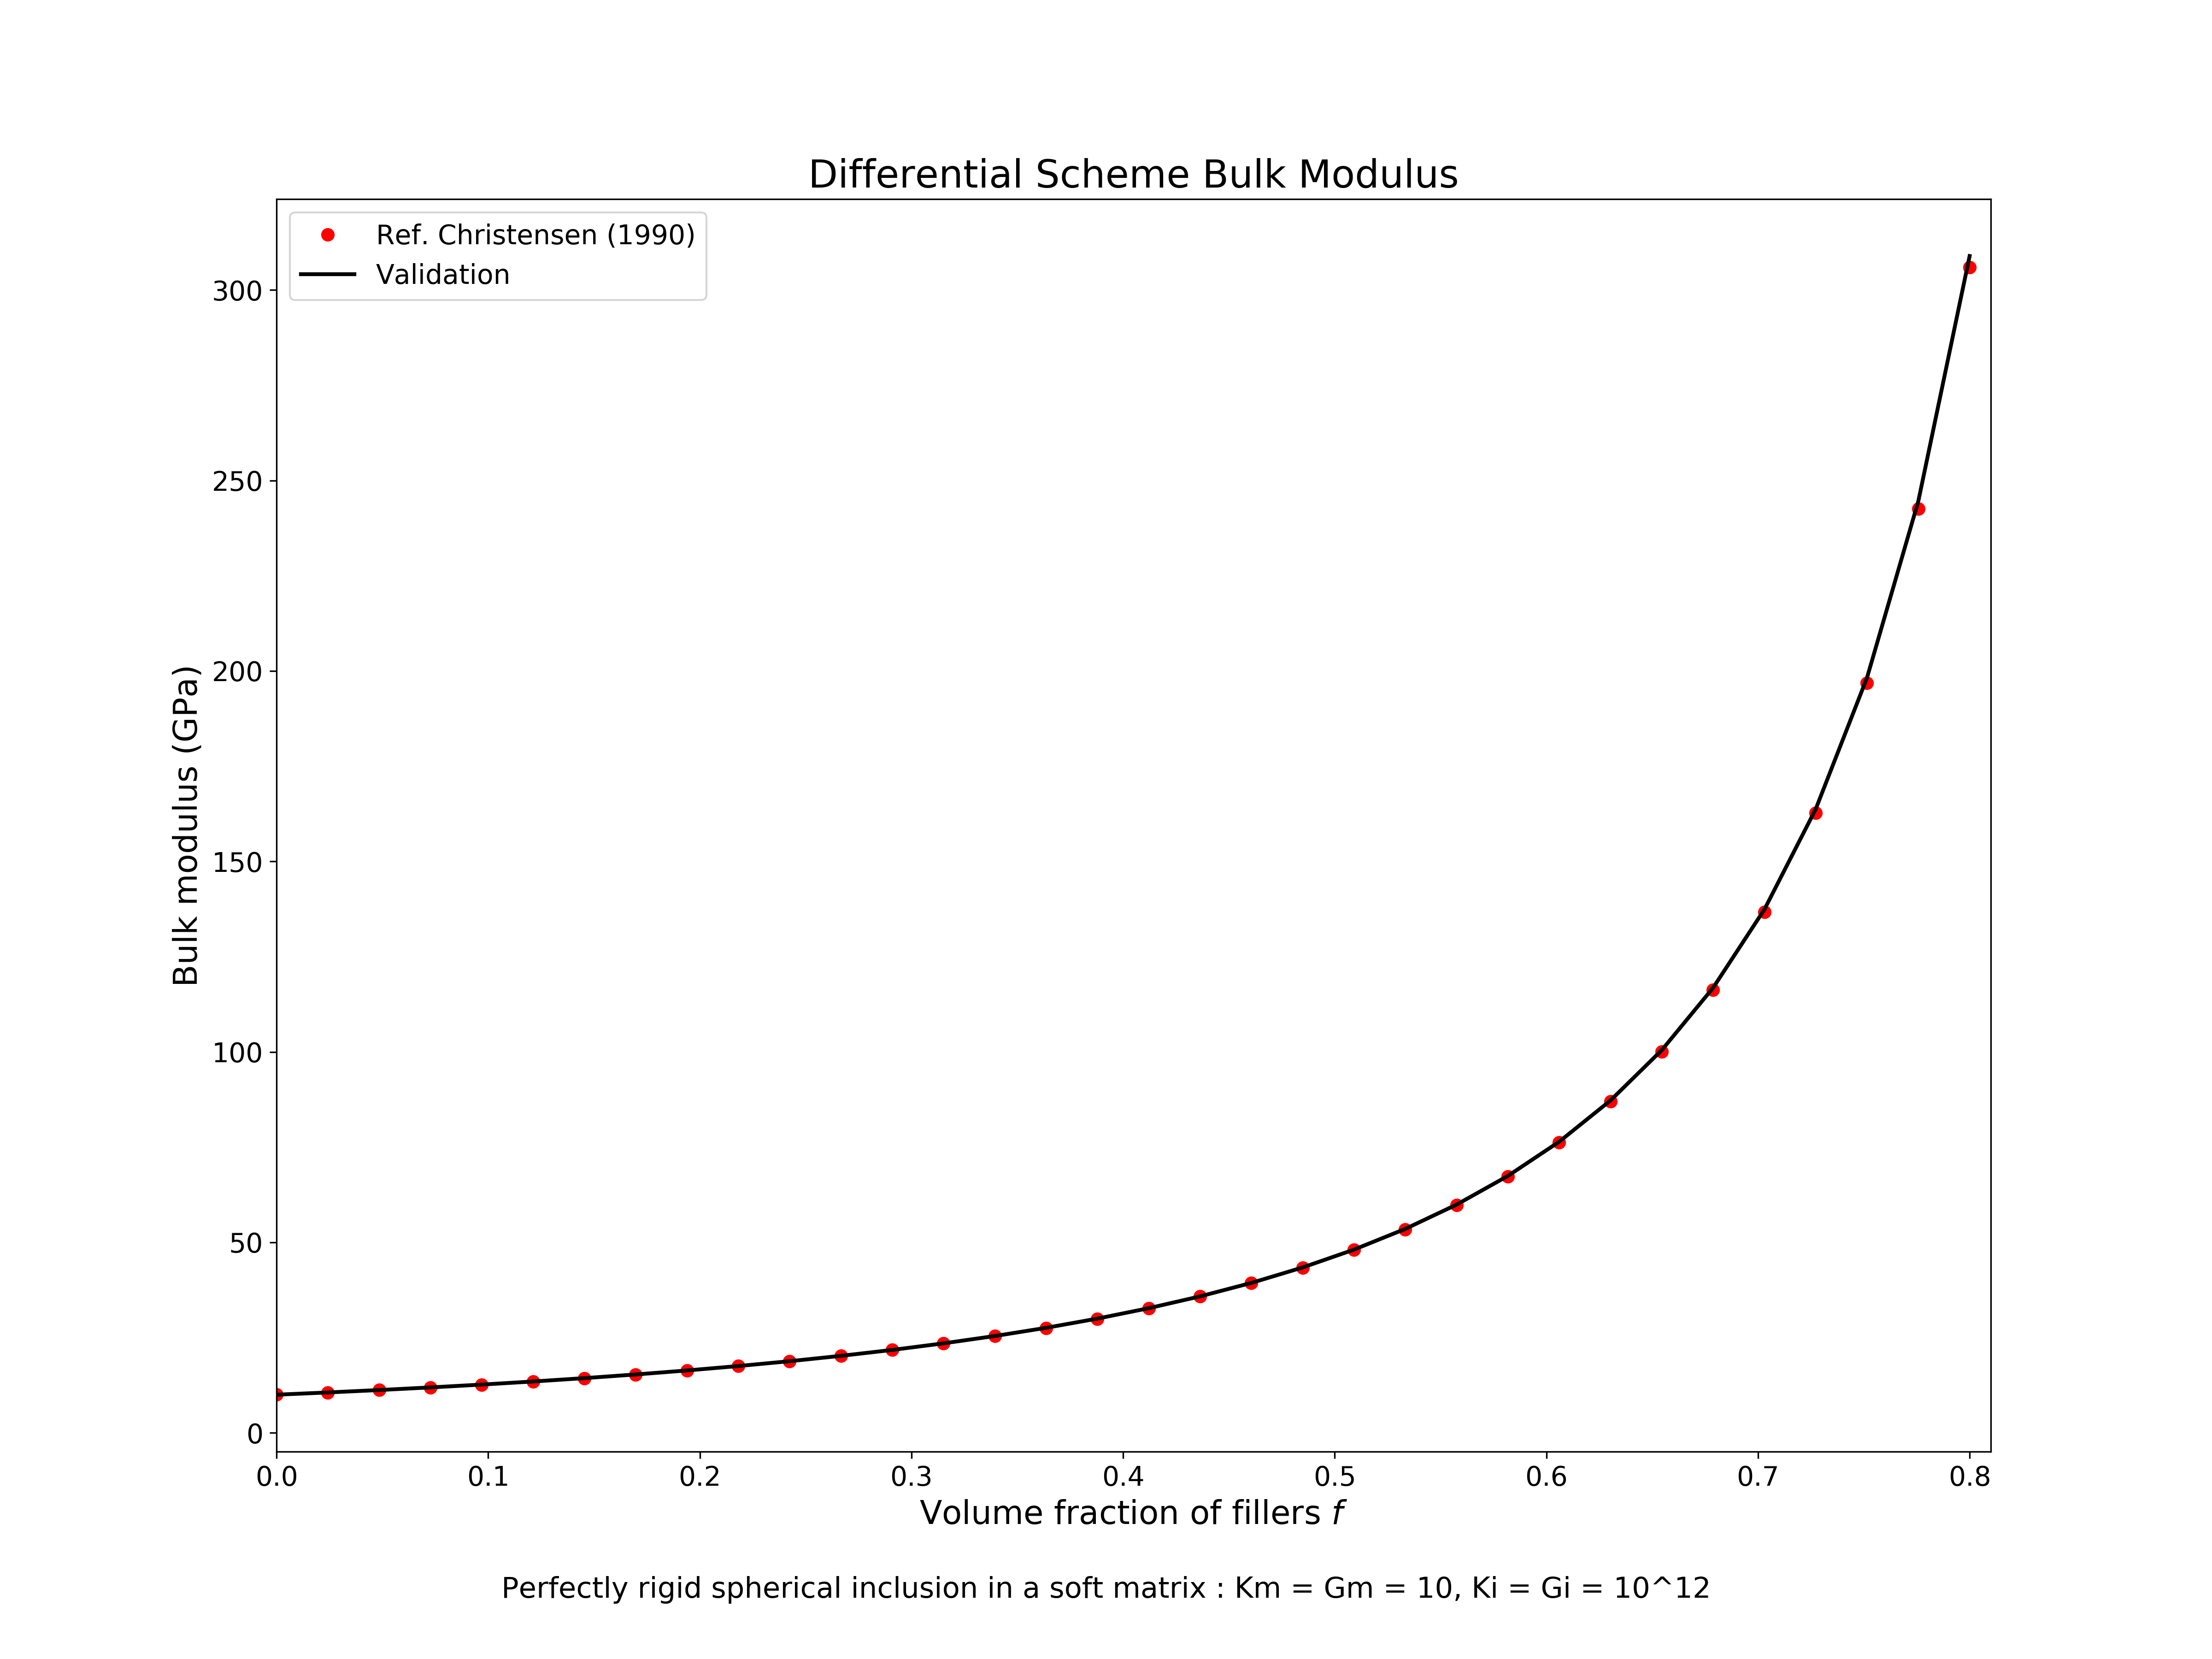 Differential Scheme Bulk Modulus
Ref. Christensen (1990)
Validation
300
250
200
150
100
50
0
Bulk modulus (GPa)
0.0 0.1 0.2 0.3 0.4 0.5 0.6 0.7 0.8
Volume fraction of fillers f
Perfectly rigid spherical inclusion in a soft matrix : Km = Gm = 10, Ki = Gi = 10^12